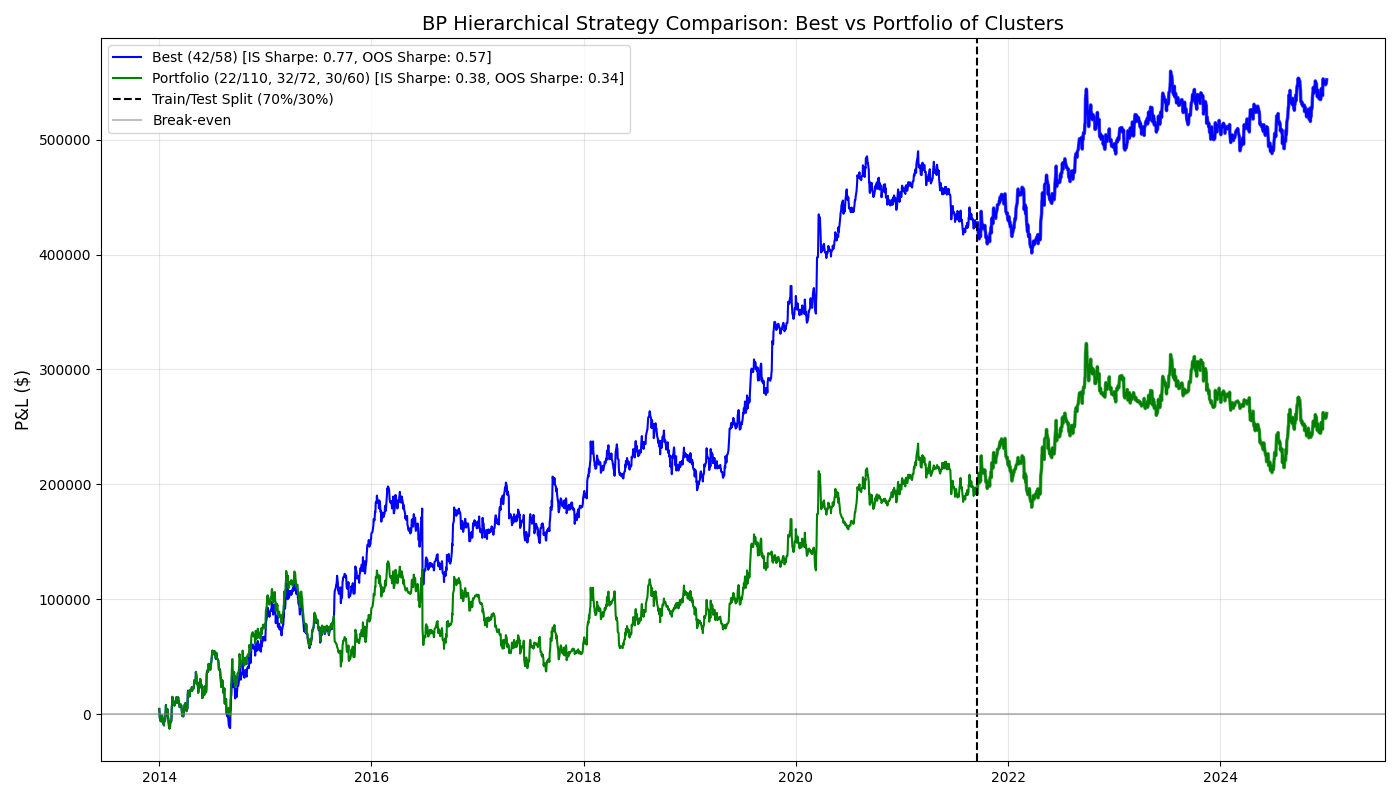 BP Hierarchical Strategy Comparison: Best vs Portfolio of Clusters
Best (42/58) [IS Sharpe: 0.77, OOS Sharpe: 0.57]
Portfolio (22/110, 32/72, 30/60) [IS Sharpe: 0.38, OOS Sharpe: 0.34]
Train/Test Split (70%/30%)
Break-even
P&L ($)
500000
400000
300000
200000
100000
0
2014
2016
2018
2020
2022
2024